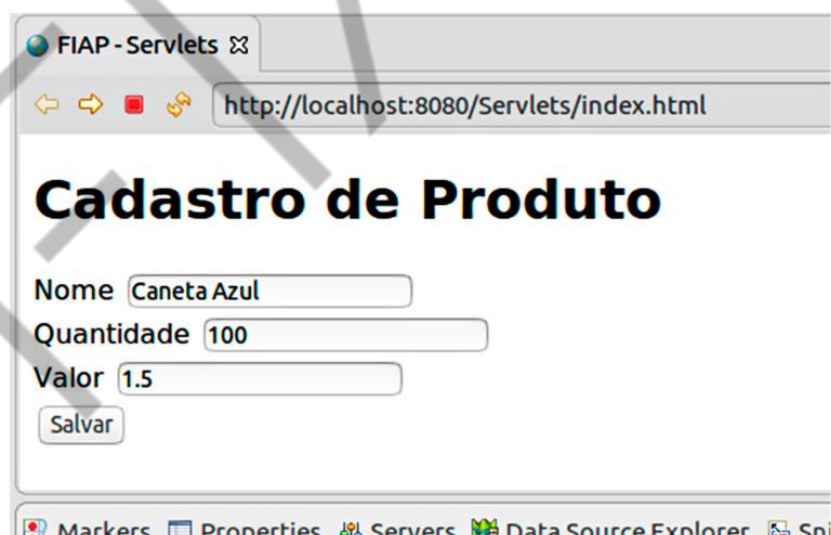 FIAP - Servlets
http://localhost:8080/Servlets/index.html
Cadastro de Produto
Nome Caneta Azul
Quantidade 100
Valor 1.5
Salvar
Markers Properties Servers Data Source Explorer